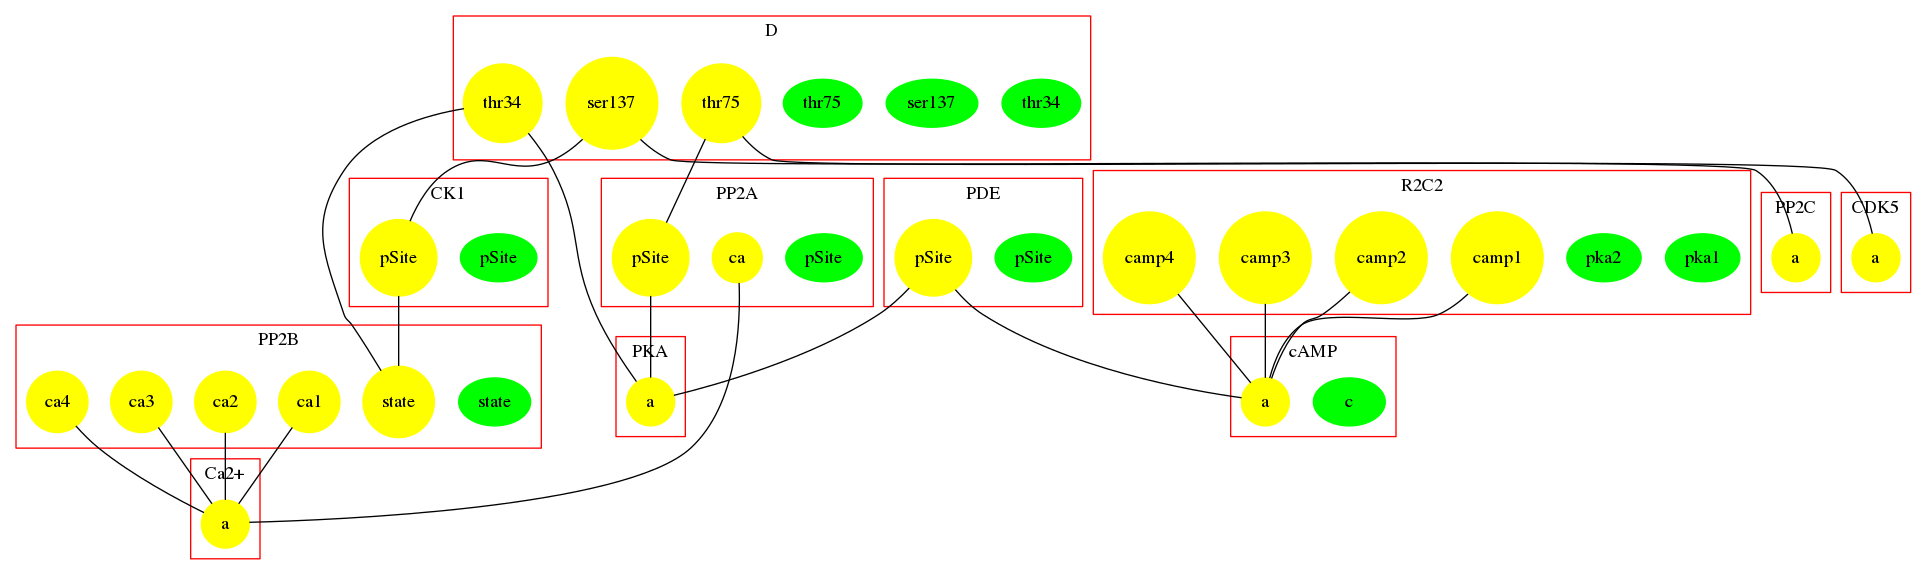 D
thr34 ser137 thr75 thr75 ser137 thr34
CK1 PP2A PDE R2C2 PP2C CDK5
pSite pSite pSite ca pSite pSite pSite camp4 camp3 camp2 camp1 pka2 pka1 a a
PP2B PKA cAMP
ca4 ca3 ca2 ca1 state state a a c
Ca2+
a